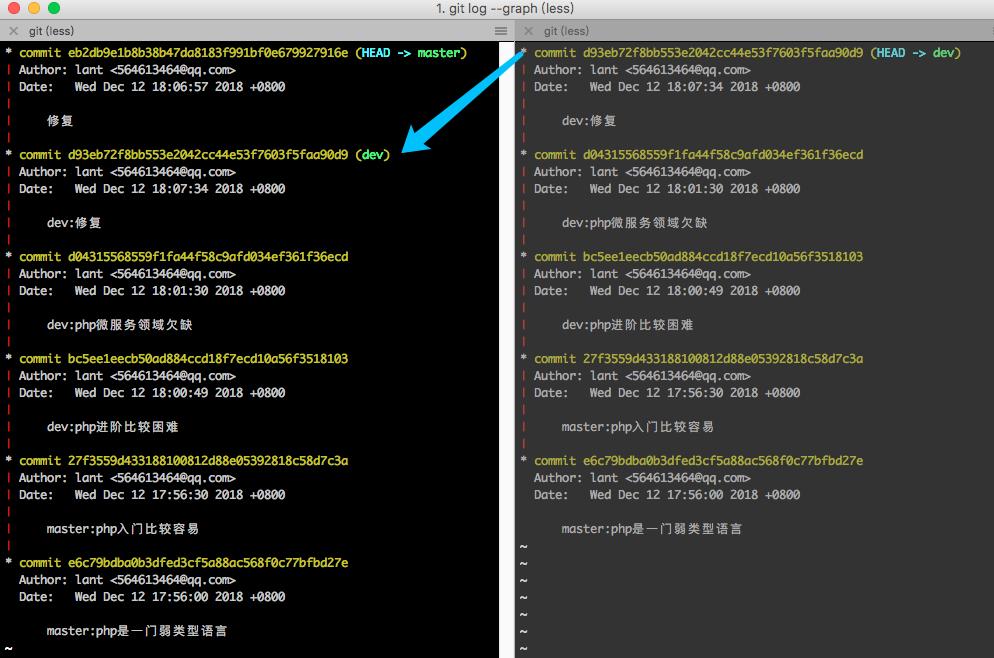 1. git log --graph (less)
git (less)
* commit eb2db9e1b8b38b47da8183f991bf0e679927916e (HEAD -> master)
| Author: lant <564613464@qq.com>
| Date:   Wed Dec 12 18:06:57 2018 +0800
|
|     修复
|
* commit d93eb72f8bb553e2042cc44e53f7603f5faa90d9 (dev)
| Author: lant <564613464@qq.com>
| Date:   Wed Dec 12 18:07:34 2018 +0800
|
|     dev:修复
|
* commit d04315568559f1fa44f58c9afd034ef361f36ecd
| Author: lant <564613464@qq.com>
| Date:   Wed Dec 12 18:01:30 2018 +0800
|
|     dev:php微服务领域欠缺
|
* commit bc5ee1eecb50ad884ccd18f7ecd10a56f3518103
| Author: lant <564613464@qq.com>
| Date:   Wed Dec 12 18:00:49 2018 +0800
|
|     dev:php进阶比较困难
|
* commit 27f3559d433188100812d88e05392818c58d7c3a
| Author: lant <564613464@qq.com>
| Date:   Wed Dec 12 17:56:30 2018 +0800
|
|     master:php入门比较容易
|
* commit e6c79bdba0b3dfed3cf5a88ac568f0c77bfbd27e
  Author: lant <564613464@qq.com>
  Date:   Wed Dec 12 17:56:00 2018 +0800

      master:php是一门弱类型语言
~
git (less)
* commit d93eb72f8bb553e2042cc44e53f7603f5faa90d9 (HEAD -> dev)
| Author: lant <564613464@qq.com>
| Date:   Wed Dec 12 18:07:34 2018 +0800
|
|     dev:修复
|
* commit d04315568559f1fa44f58c9afd034ef361f36ecd
| Author: lant <564613464@qq.com>
| Date:   Wed Dec 12 18:01:30 2018 +0800
|
|     dev:php微服务领域欠缺
|
* commit bc5ee1eecb50ad884ccd18f7ecd10a56f3518103
| Author: lant <564613464@qq.com>
| Date:   Wed Dec 12 18:00:49 2018 +0800
|
|     dev:php进阶比较困难
|
* commit 27f3559d433188100812d88e05392818c58d7c3a
| Author: lant <564613464@qq.com>
| Date:   Wed Dec 12 17:56:30 2018 +0800
|
|     master:php入门比较容易
|
* commit e6c79bdba0b3dfed3cf5a88ac568f0c77bfbd27e
  Author: lant <564613464@qq.com>
  Date:   Wed Dec 12 17:56:00 2018 +0800

      master:php是一门弱类型语言
~
~
~
~
~
~
~